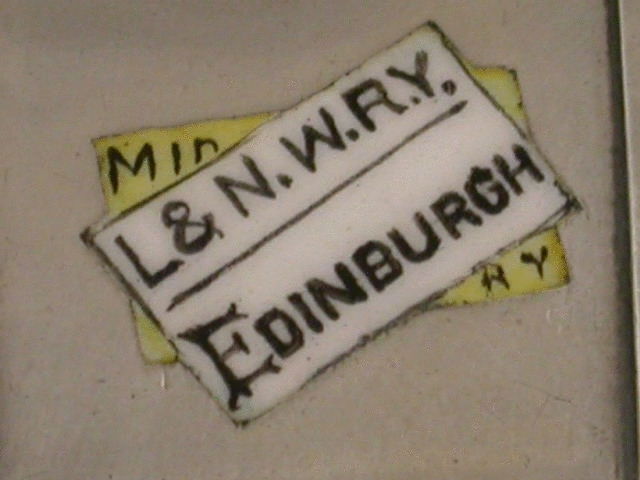 MID
L & N. W. R.Y.
EDINBURGH
RY